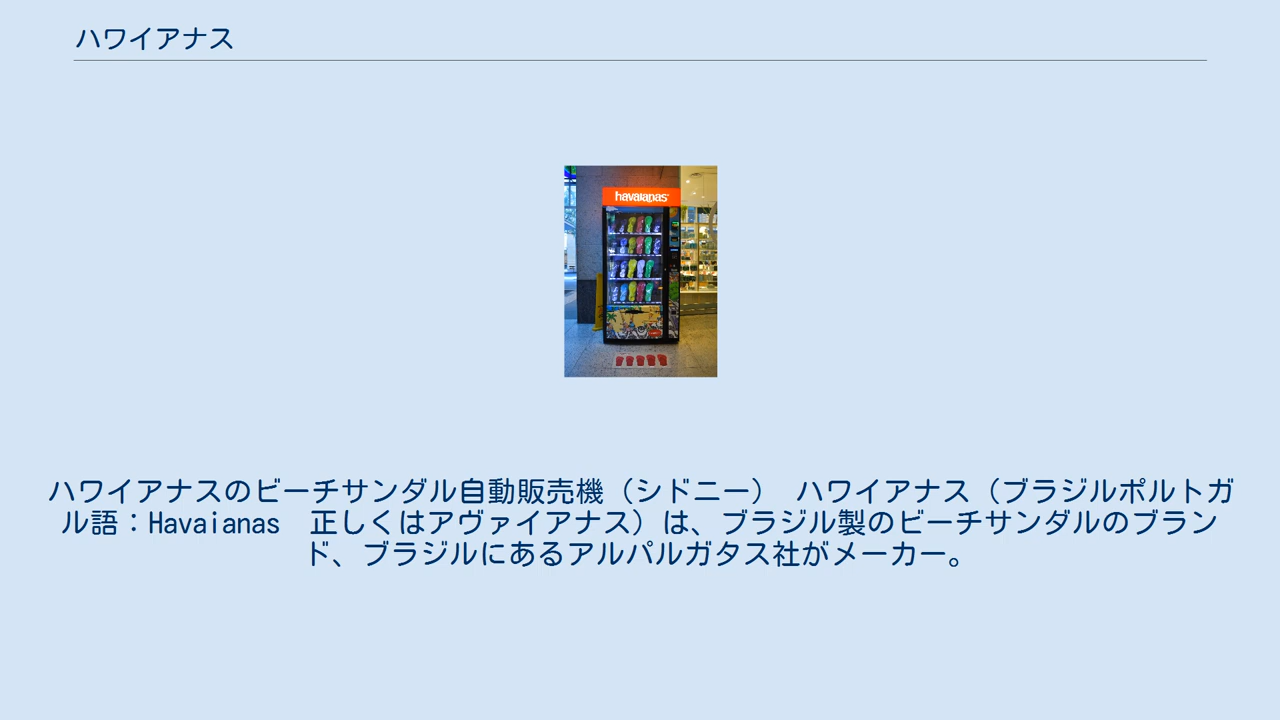 ハワイアナス
havaianas
ハワイアナスのビーチサンダル自動販売機（シドニー）　ハワイアナス（ブラジルポルトガ
ル語：Havaianas　正しくはアヴァイアナス）は、ブラジル製のビーチサンダルのブラン
ド、ブラジルにあるアルパルガタス社がメーカー。